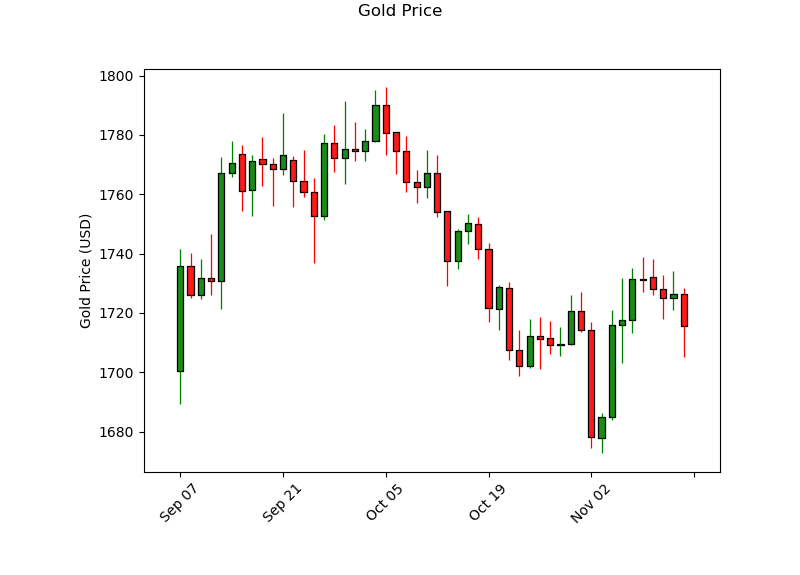 Gold Price
Gold Price (USD)
1800
1780
1760
1740
1720
1700
1680
Sep 07
Sep 21
Oct 05
Oct 19
Nov 02